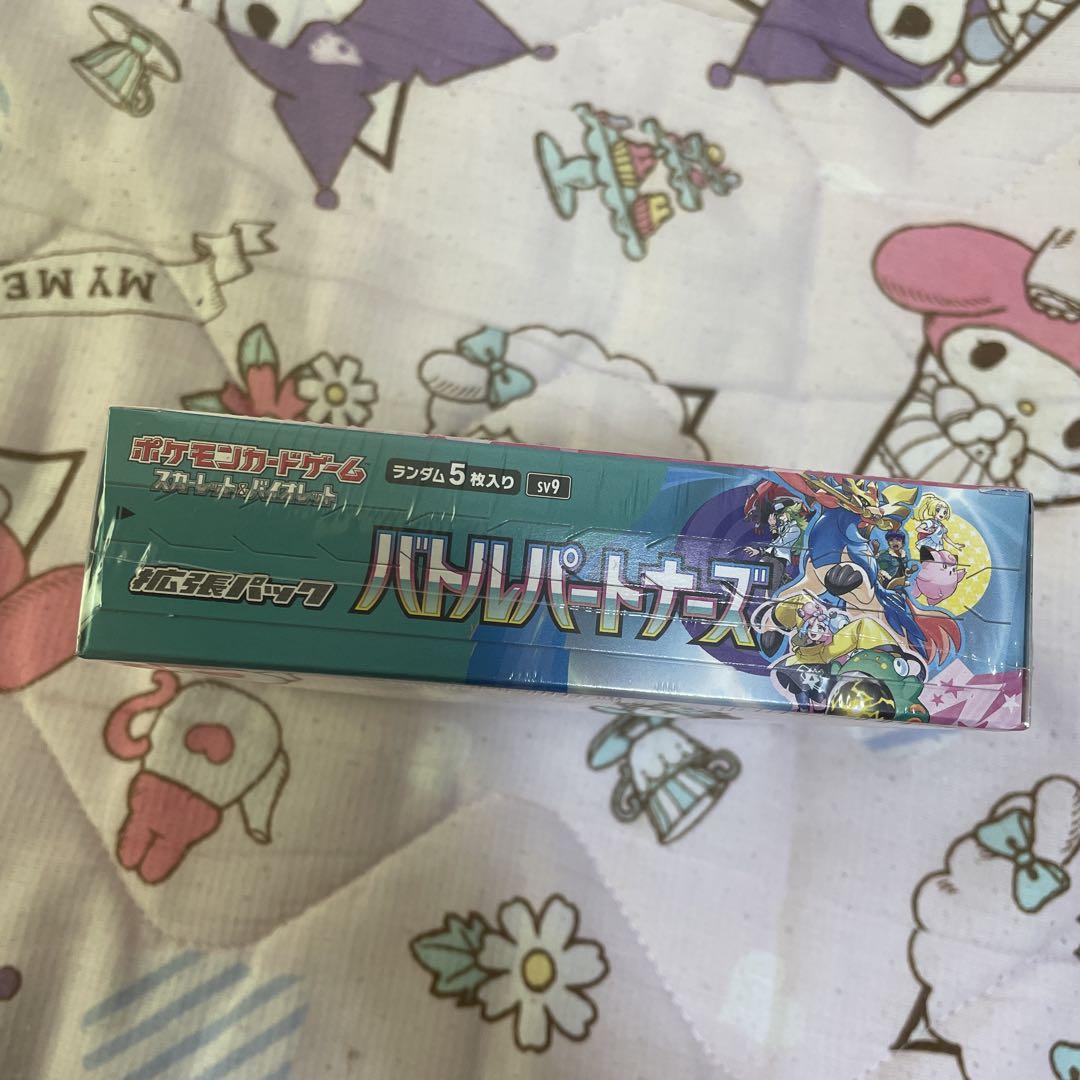 ポケモンカードゲーム
スカーレット&バイオレット
ランダム5枚入り
SV9
拡張パック
バトルパートナーズ
MY ME